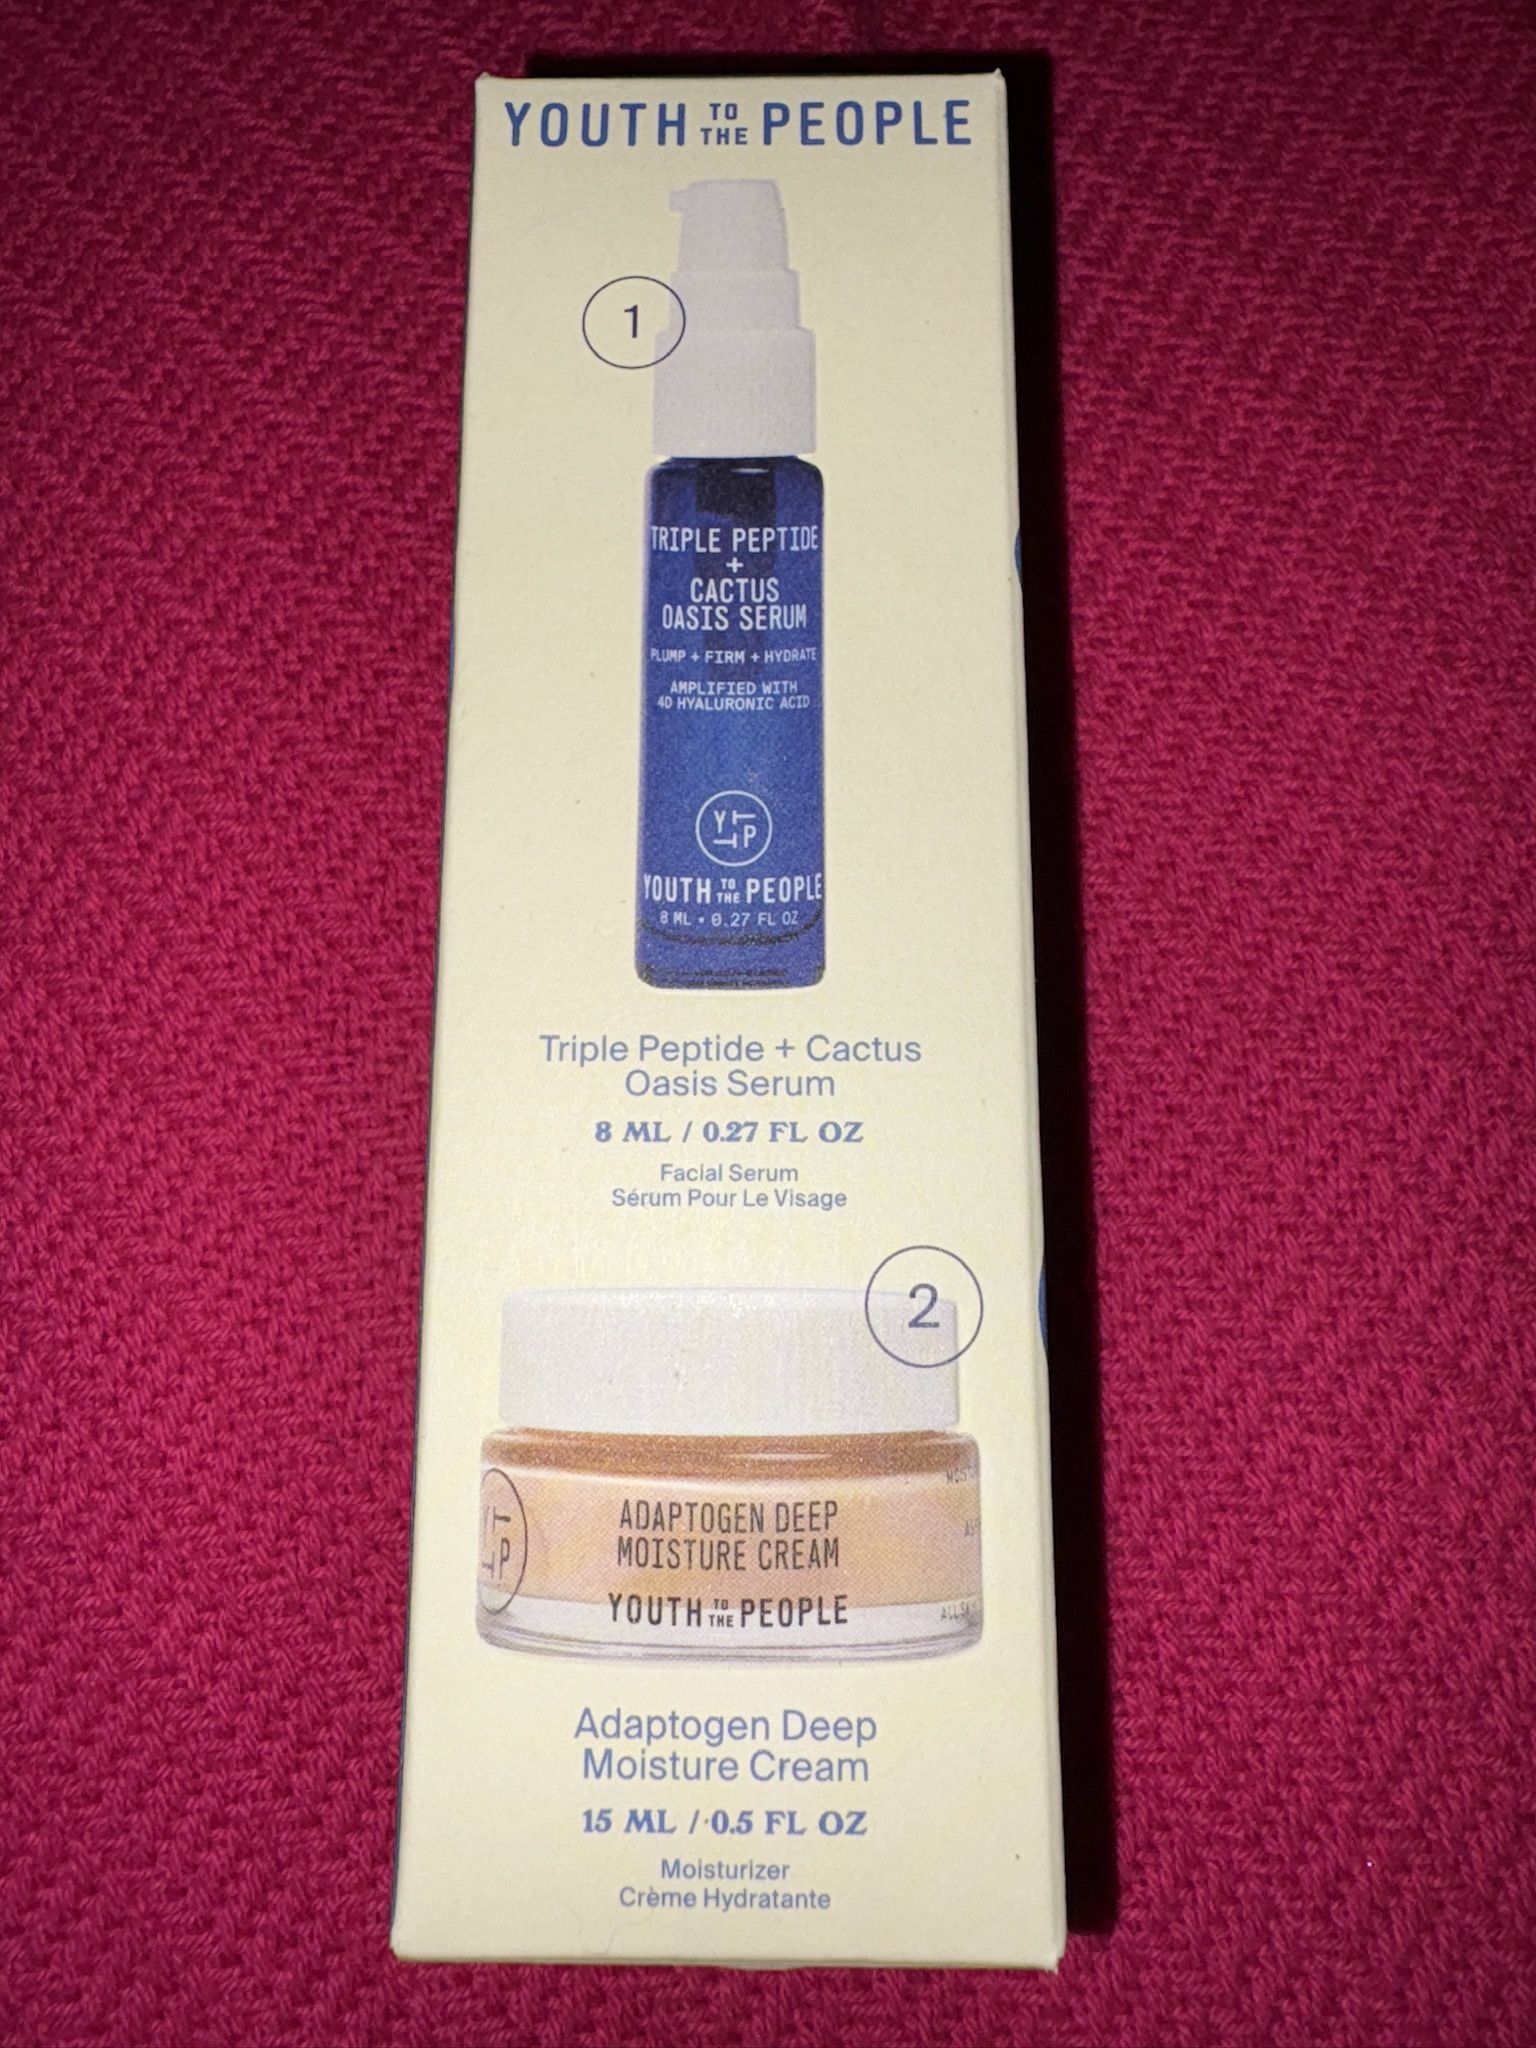 YOUTH TO THE PEOPLE
1
TRIPLE PEPTIDE
+
CACTUS
OASIS SERUM
PLUMP + FIRM + HYDRATE
AMPLIFIED WITH
4D HYALURONIC ACID
YTTP
YOUTH TO THE PEOPLE
8 ML • 0.27 FL OZ
Triple Peptide + Cactus
Oasis Serum
8 ML / 0.27 FL OZ
Facial Serum
Sérum Pour Le Visage
2
YTTP
ADAPTOGEN DEEP
MOISTURE CREAM
YOUTH TO THE PEOPLE
Adaptogen Deep
Moisture Cream
15 ML / 0.5 FL OZ
Moisturizer
Crème Hydratante